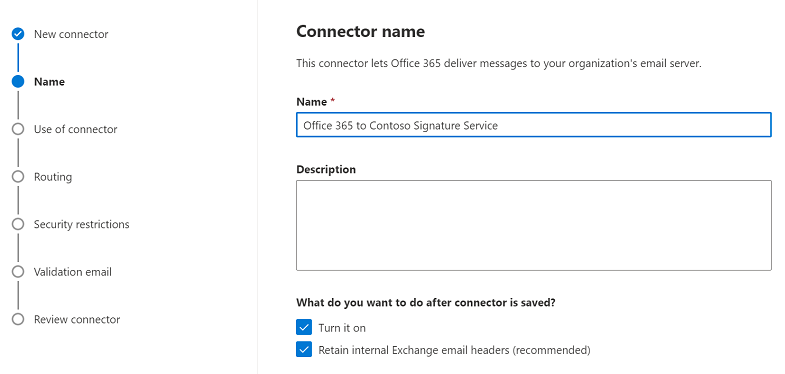 New connector
Name
Use of connector
Routing
Security restrictions
Validation email
Review connector
Connector name
This connector lets Office 365 deliver messages to your organization's email server.
Name *
Office 365 to Contoso Signature Service
Description
What do you want to do after connector is saved?
Turn it on
Retain internal Exchange email headers (recommended)